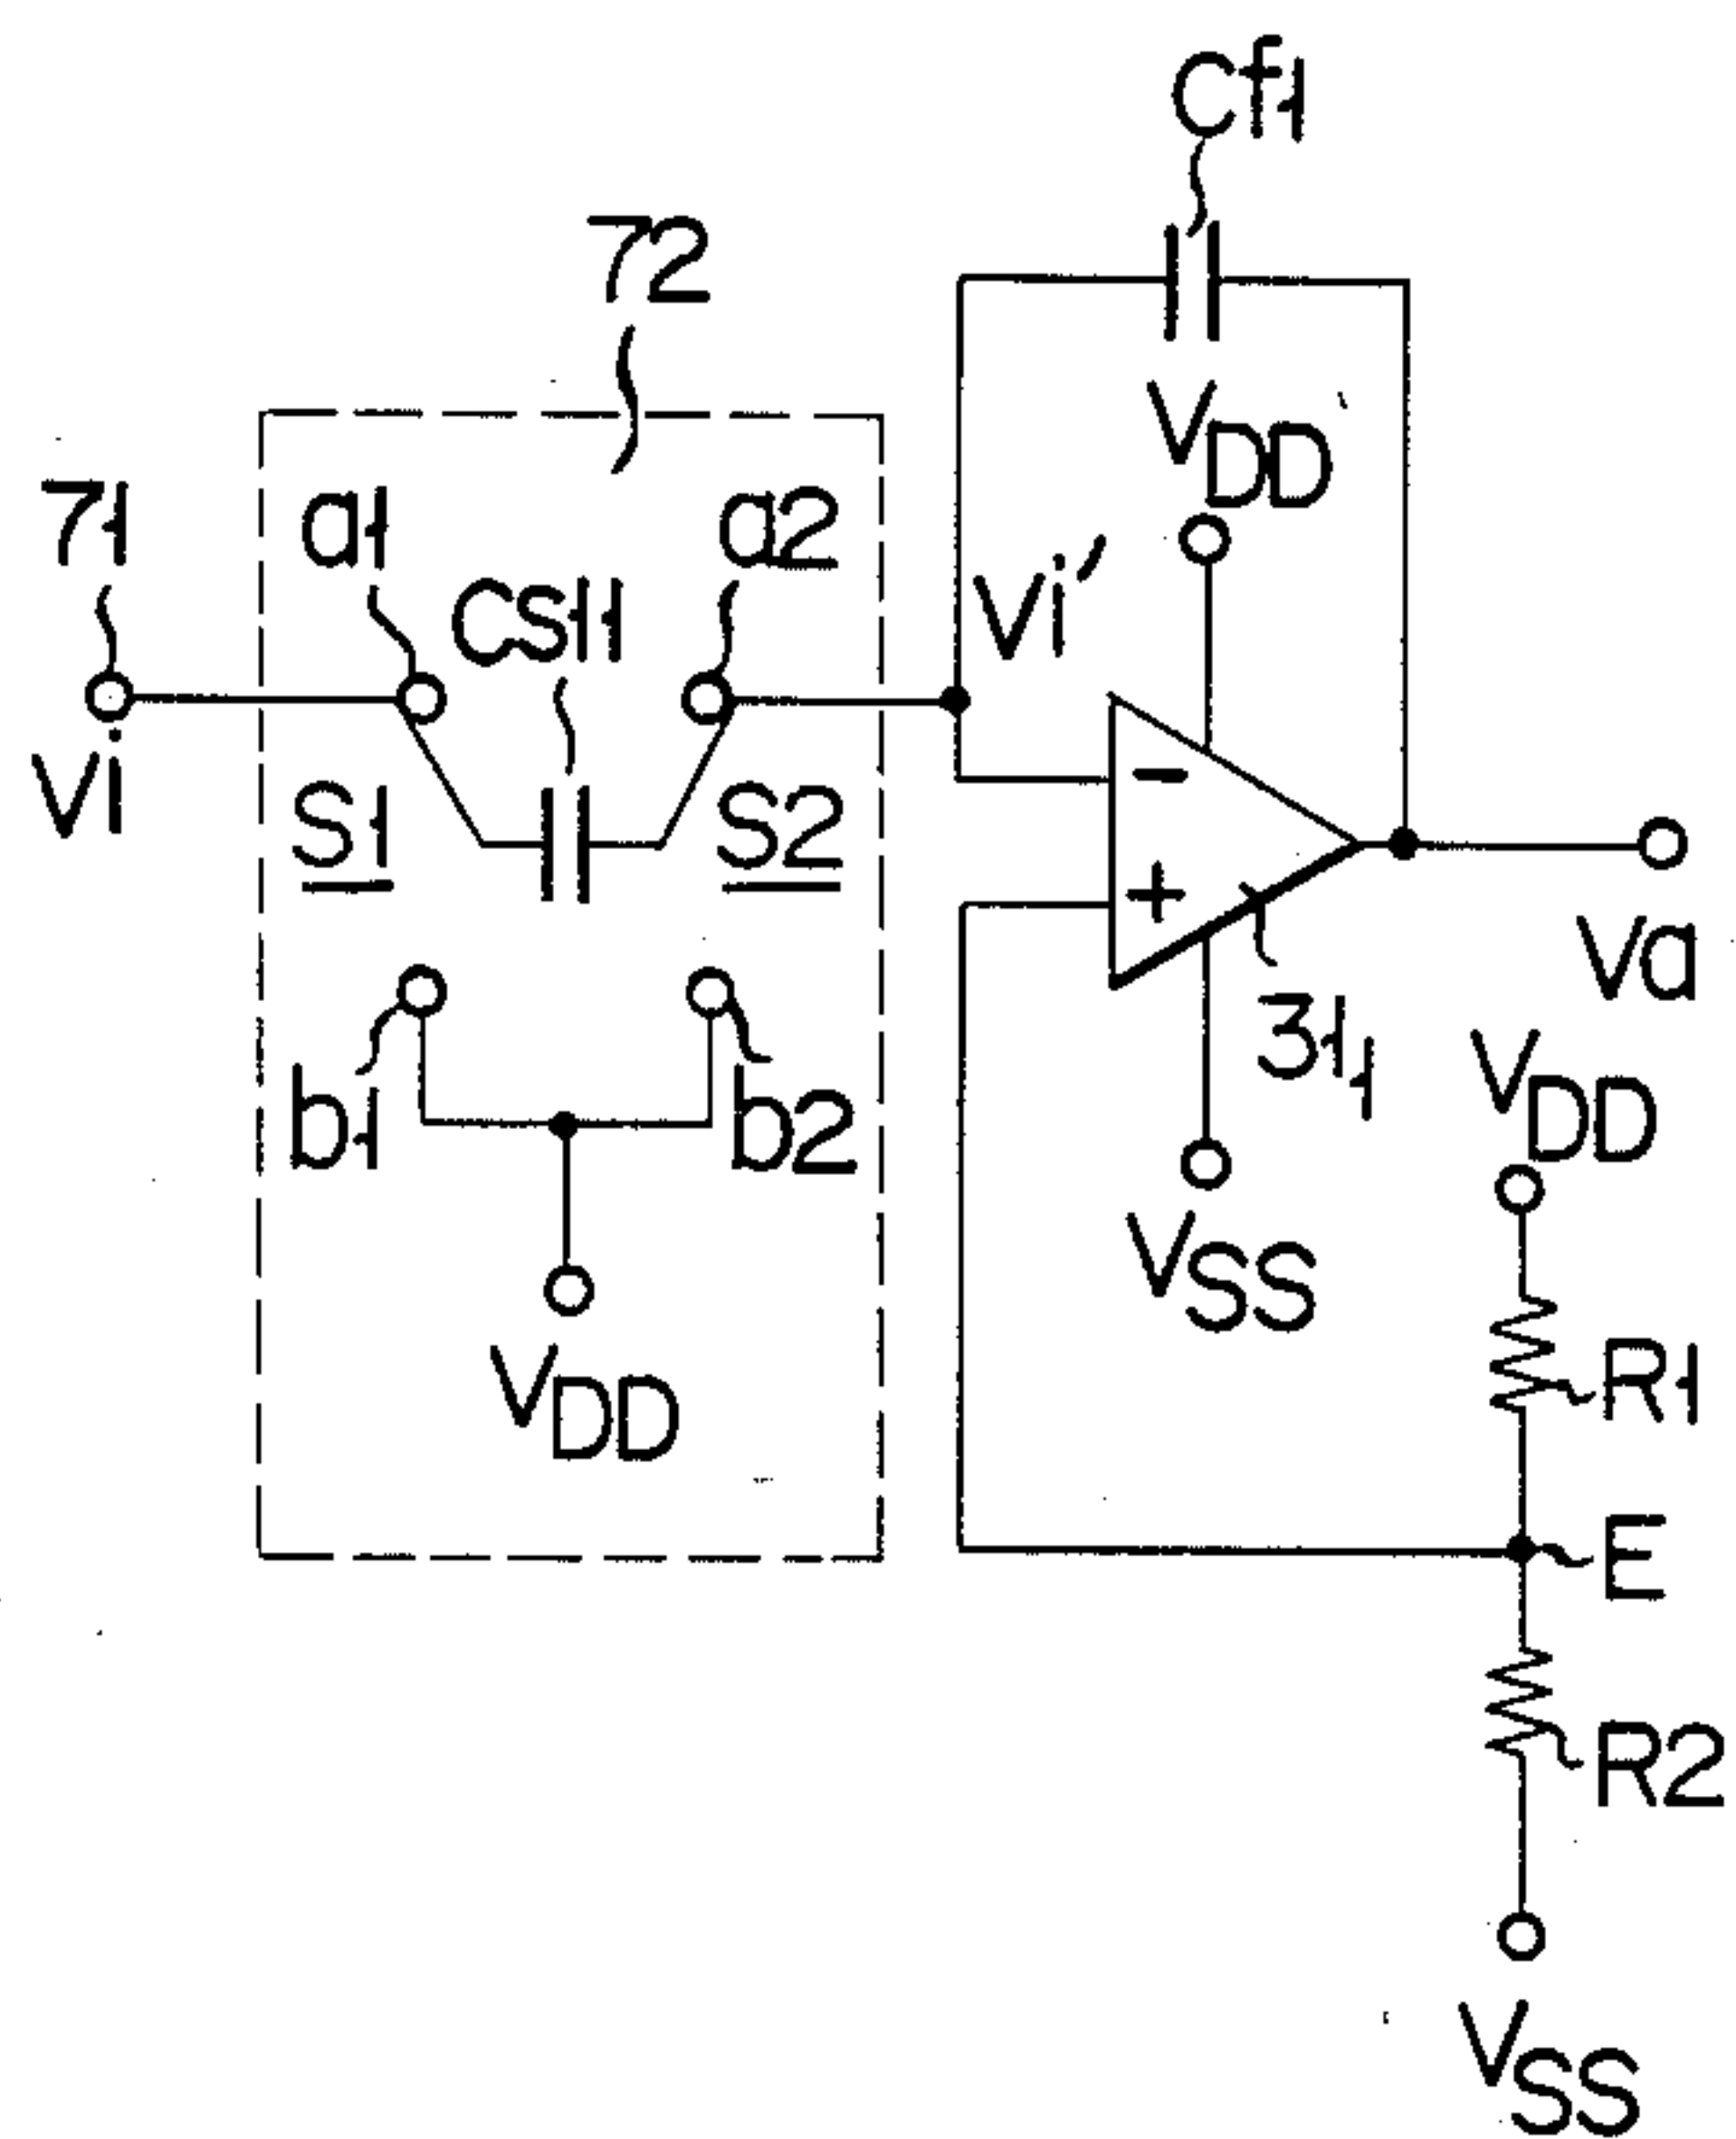 Cf1
72
VDD
71
a1
a2
Cs11
Vi'
Vi
S1
S2
−
+
Va
31₁
VDD
b1
b2
VSS
VDD
R1
E
R2
VSS